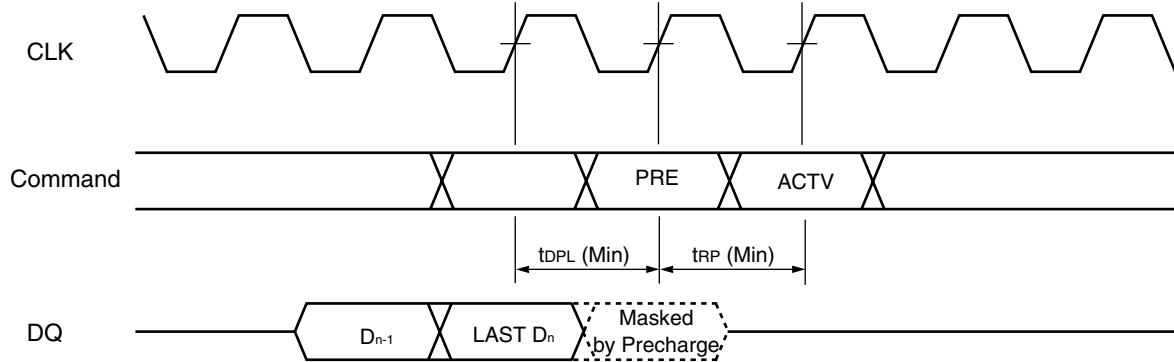 CLK
Command
PRE
ACTV
tDPL (Min)
tRP (Min)
DQ
Dn-1
LAST Dn
Masked
by Precharge